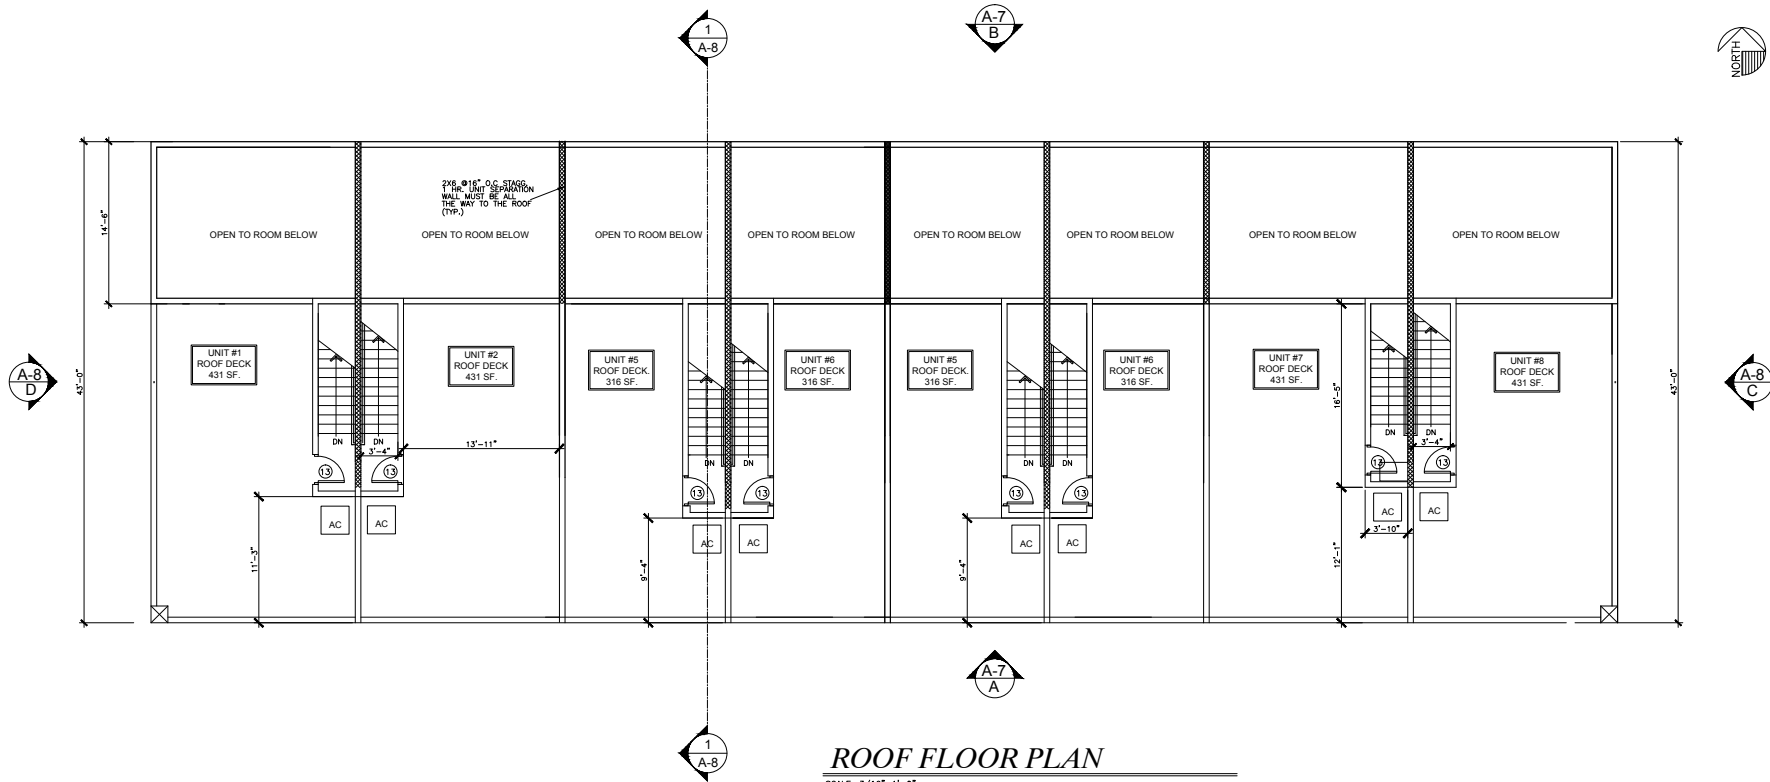 1
A-8
A-7
B
NORTH
14'-6"
43'-0"
2X6 @16" O.C STAGG.
1 HR. UNIT SEPARATION
WALL MUST BE ALL
THE WAY TO THE ROOF
(TYP.)
OPEN TO ROOM BELOW
OPEN TO ROOM BELOW
OPEN TO ROOM BELOW
OPEN TO ROOM BELOW
OPEN TO ROOM BELOW
OPEN TO ROOM BELOW
OPEN TO ROOM BELOW
OPEN TO ROOM BELOW
A-8
D
UNIT #1
ROOF DECK
431 SF.
UNIT #2
ROOF DECK
431 SF.
UNIT #5
ROOF DECK.
316 SF.
UNIT #6
ROOF DECK
316 SF.
UNIT #5
ROOF DECK
316 SF.
UNIT #6
ROOF DECK
316 SF.
UNIT #7
ROOF DECK
431 SF.
UNIT #8
ROOF DECK
431 SF.
A-8
C
43'-0"
16'-5"
DN
DN
3'-4"
13'-11"
DN
DN
DN
DN
DN
DN
3'-4"
13
13
13
13
13
13
13
13
AC
AC
AC
AC
AC
AC
AC
AC
3'-10"
11'-3"
9'-4"
9'-4"
12'-1"
A-7
A
1
A-8
ROOF FLOOR PLAN